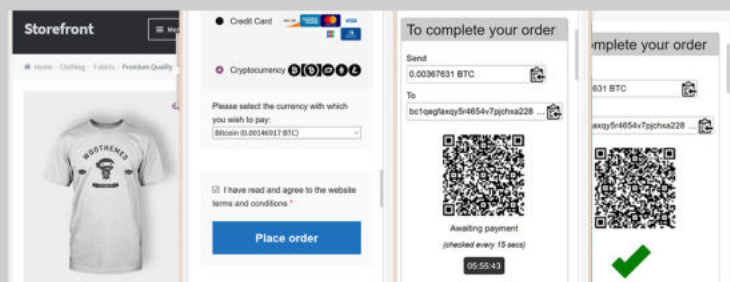 Storefront
Home › Clothing › T-shirts › Premium Quality
WOOTHEMES
Credit Card
VISA
Cryptocurrency
Please select the currency with which
you wish to pay:
Bitcoin (0.00146917 BTC)
I have read and agree to the website
terms and conditions *
Place order
To complete your order
Send
0.00367631 BTC
To
bc1qegfaxqy5r4654v7pjchxa228 ...
Awaiting payment
(checked every 15 secs)
05:55:43
mplete your order
631 BTC
axqy5r4654v7pjchxa228 ...